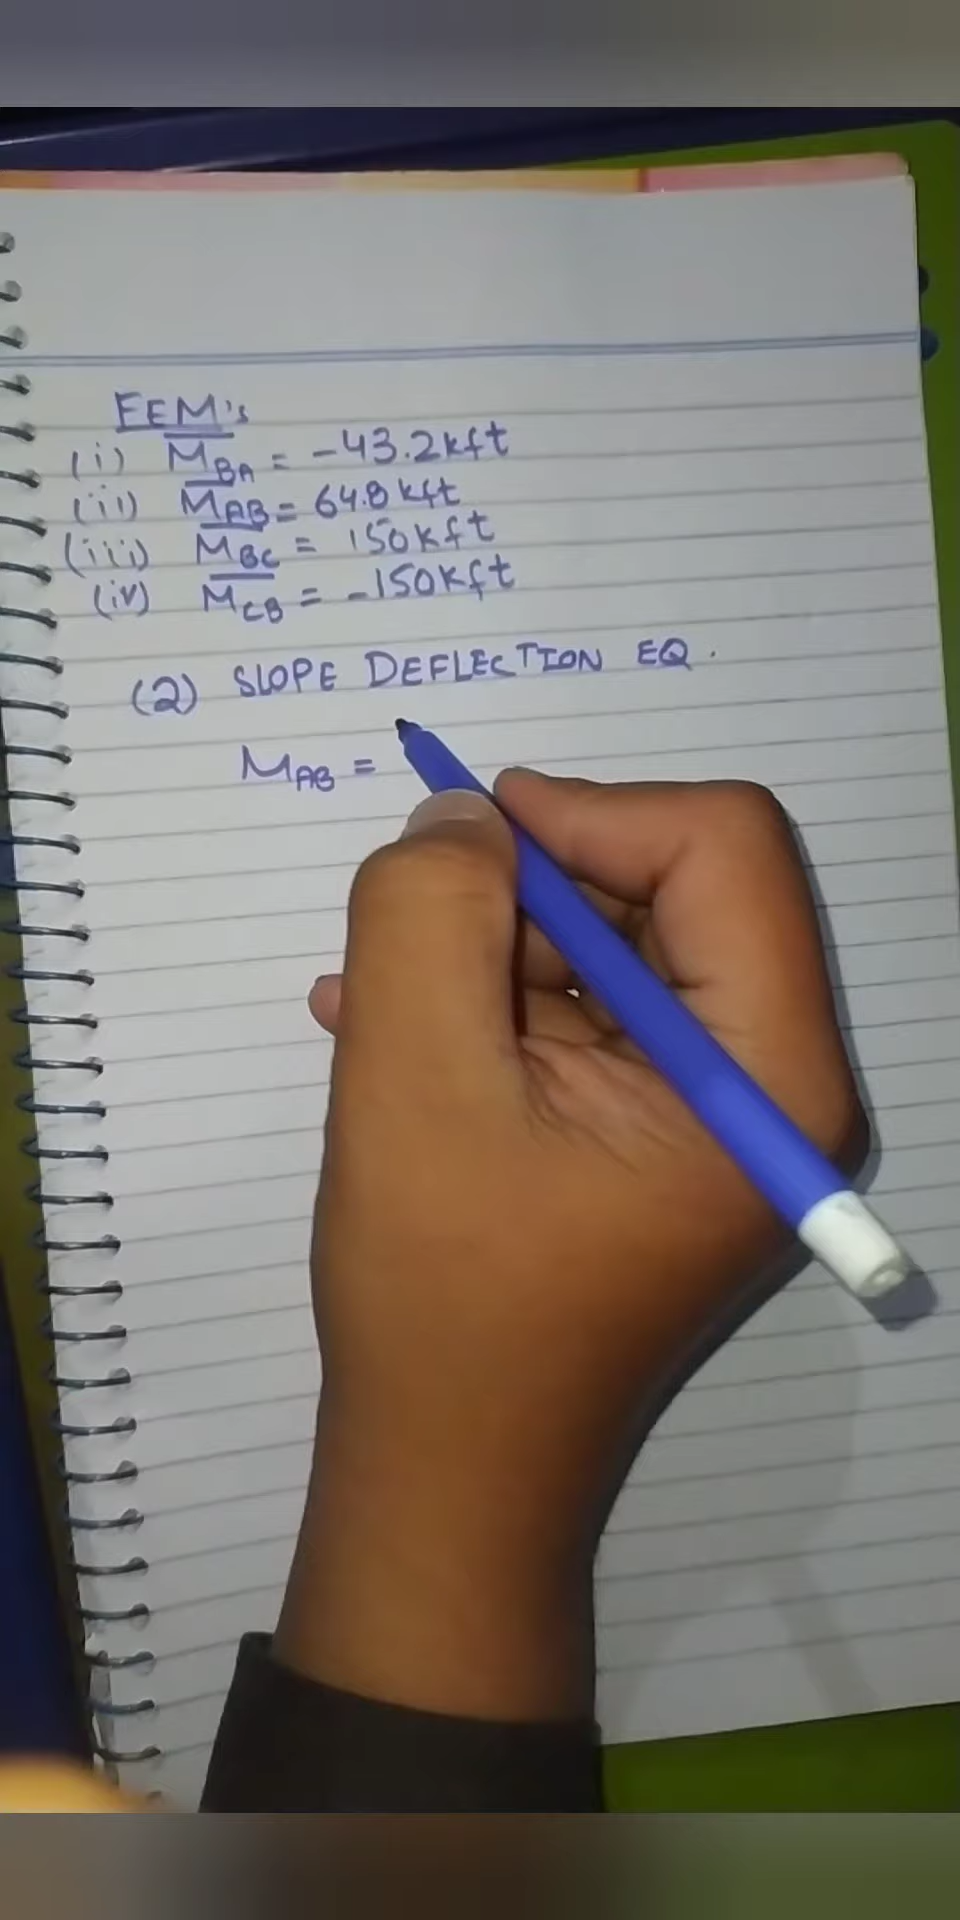 FEM's
(i) M̅BA = -43.2kft
(ii) M̅AB = 64.8 kft
(iii) M̅BC = 150kft
(iv) M̅CB = -150kft
(2) SLOPE DEFLECTION EQ.
MAB =